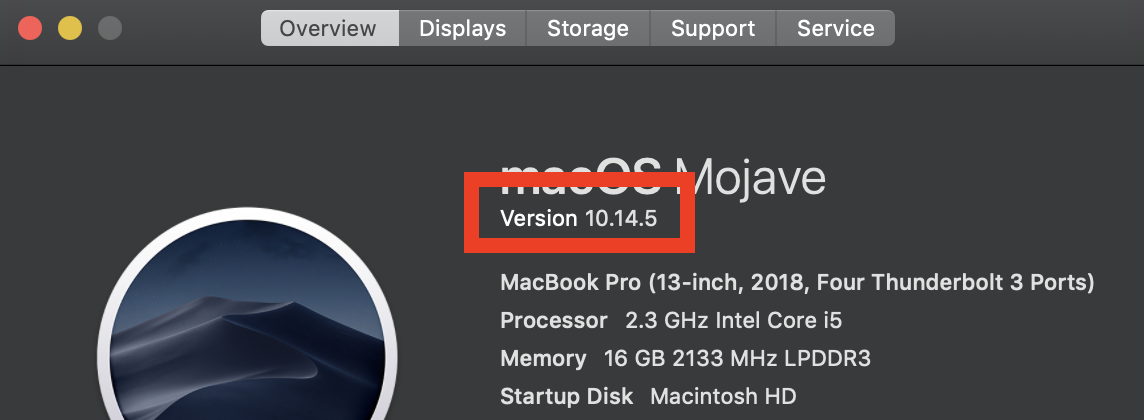 Overview Displays Storage Support Service
macOS Mojave
Version 10.14.5
MacBook Pro (13-inch, 2018, Four Thunderbolt 3 Ports)
Processor 2.3 GHz Intel Core i5
Memory 16 GB 2133 MHz LPDDR3
Startup Disk Macintosh HD